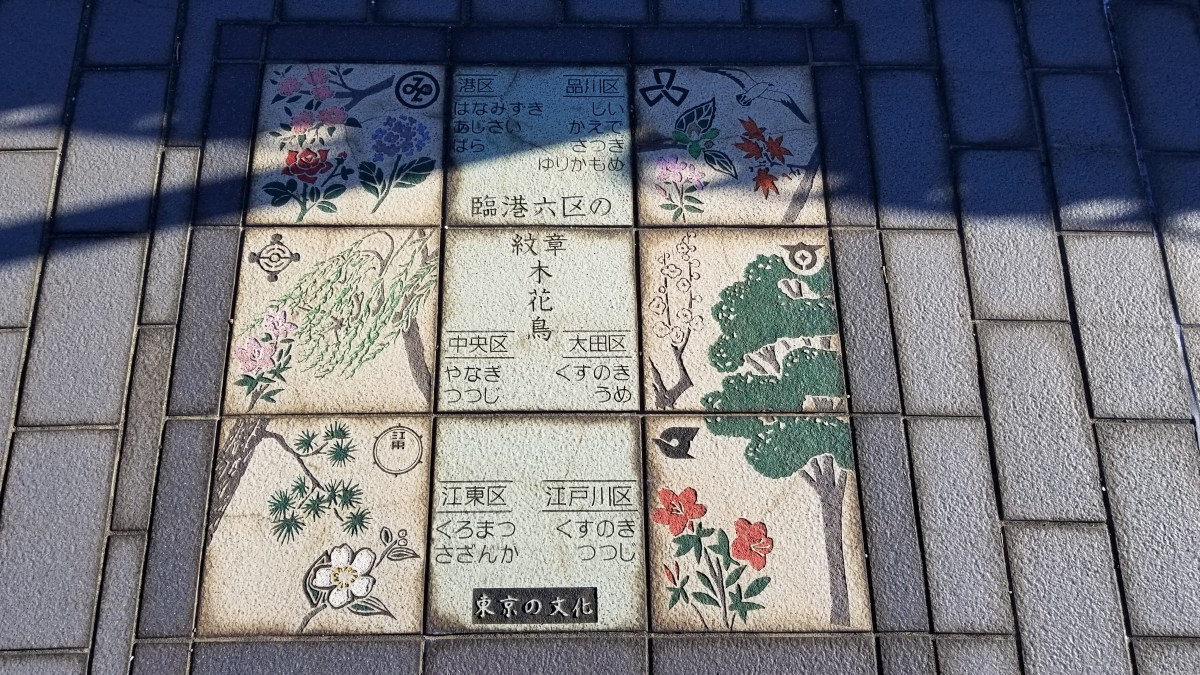 港区
はなみずき
あじさい
ばら
品川区
しい
かえで
さつき
ゆりかもめ
臨港六区の
紋章
木
花
鳥
中央区
やなぎ
つつじ
大田区
くすのき
うめ
江東
江東区
くろまつ
さざんか
江戸川区
くすのき
つつじ
東京の文化